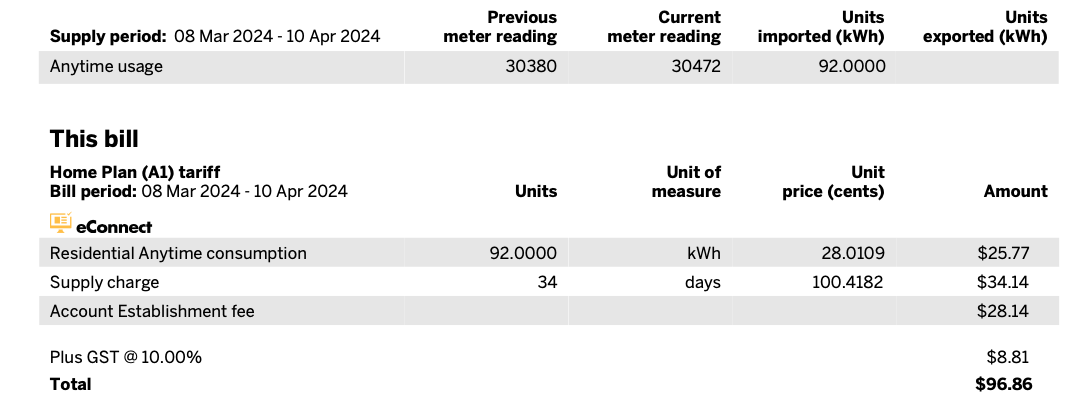 Supply period: 08 Mar 2024 - 10 Apr 2024 Previous meter reading Current meter reading Units imported (kWh) Units exported (kWh)
Anytime usage 30380 30472 92.0000
This bill
Home Plan (A1) tariff
Bill period: 08 Mar 2024 - 10 Apr 2024 Units Unit of measure Unit price (cents) Amount
eConnect
Residential Anytime consumption 92.0000 kWh 28.0109 $25.77
Supply charge 34 days 100.4182 $34.14
Account Establishment fee $28.14
Plus GST @ 10.00% $8.81
Total $96.86